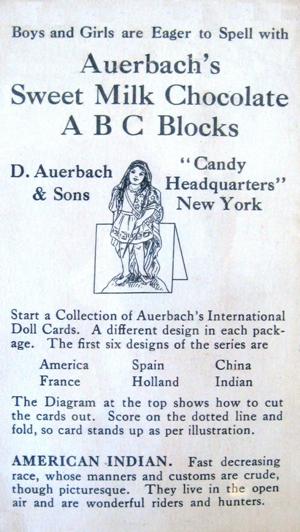 Boys and Girls are Eager to Spell with
Auerbach's
Sweet Milk Chocolate
A B C Blocks
D. Auerbach
& Sons
"Candy
Headquarters"
New York
Start a Collection of Auerbach's International
Doll Cards. A different design in each pack-
age. The first six designs of the series are
America Spain China
France Holland Indian
The Diagram at the top shows how to cut
the cards out. Score on the dotted line and
fold, so card stands up as per illustration.
AMERICAN INDIAN. Fast decreasing
race, whose manners and customs are crude,
though picturesque. They live in the open
air and are wonderful riders and hunters.